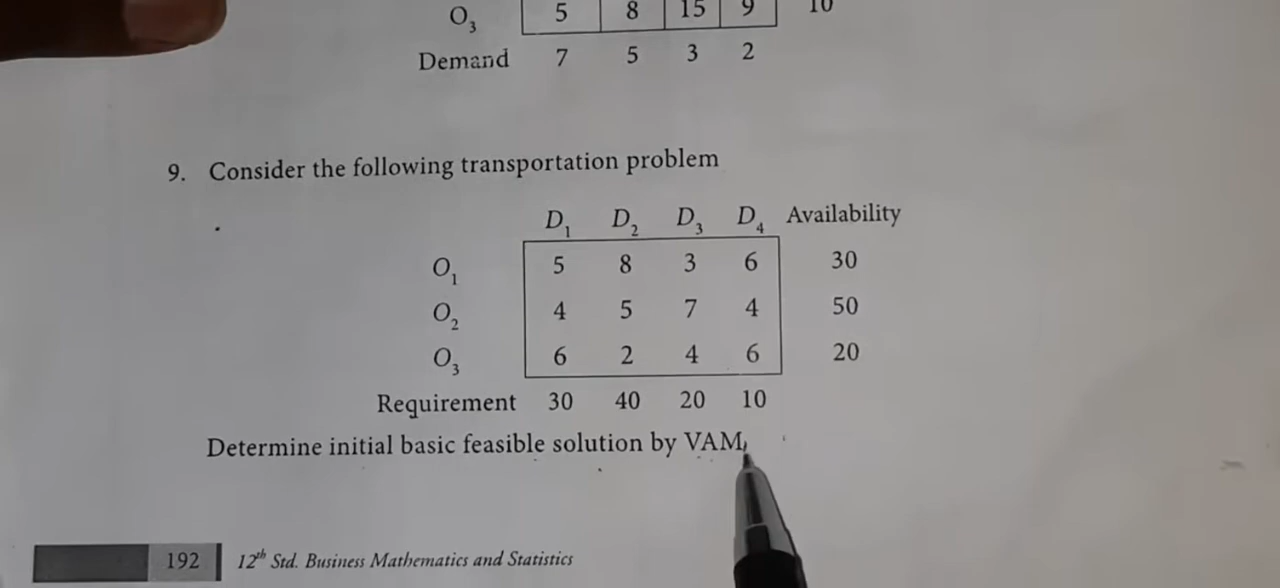 O₃ 5 8 15 9 10
Demand 7 5 3 2
9. Consider the following transportation problem
D₁ D₂ D₃ D₄ Availability
O₁ 5 8 3 6 30
O₂ 4 5 7 4 50
O₃ 6 2 4 6 20
Requirement 30 40 20 10
Determine initial basic feasible solution by VAM
192 12th Std. Business Mathematics and Statistics